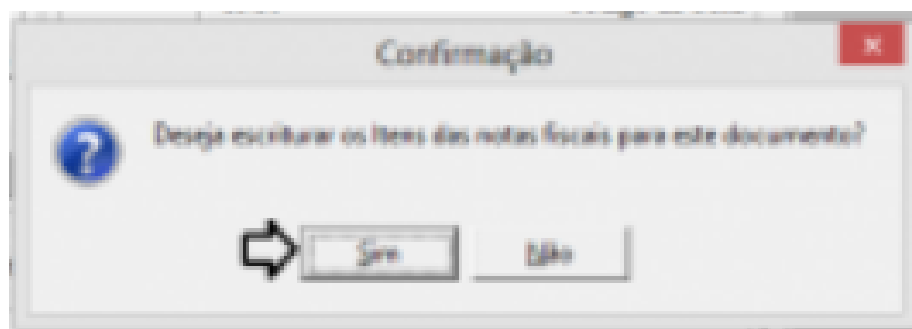 Confirmação
Deseja escriturar os Itens das notas fiscais para este documento?
Sim
Não